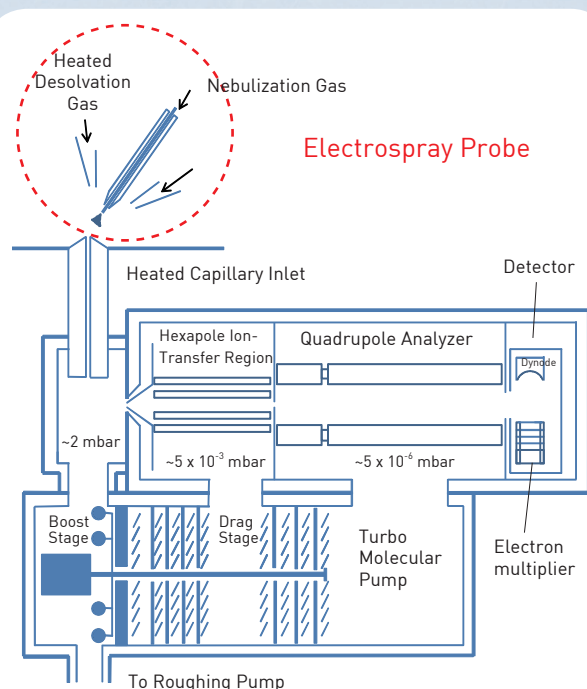 Heated
Desolvation
Gas
Nebulization Gas
Electrospray Probe
Heated Capillary Inlet
Detector
Hexapole Ion-
Transfer Region
Quadrupole Analyzer
Dynode
~2 mbar
~5 x 10⁻³ mbar
~5 x 10⁻⁶ mbar
Boost
Stage
Drag
Stage
Turbo
Molecular
Pump
Electron
multiplier
To Roughing Pump